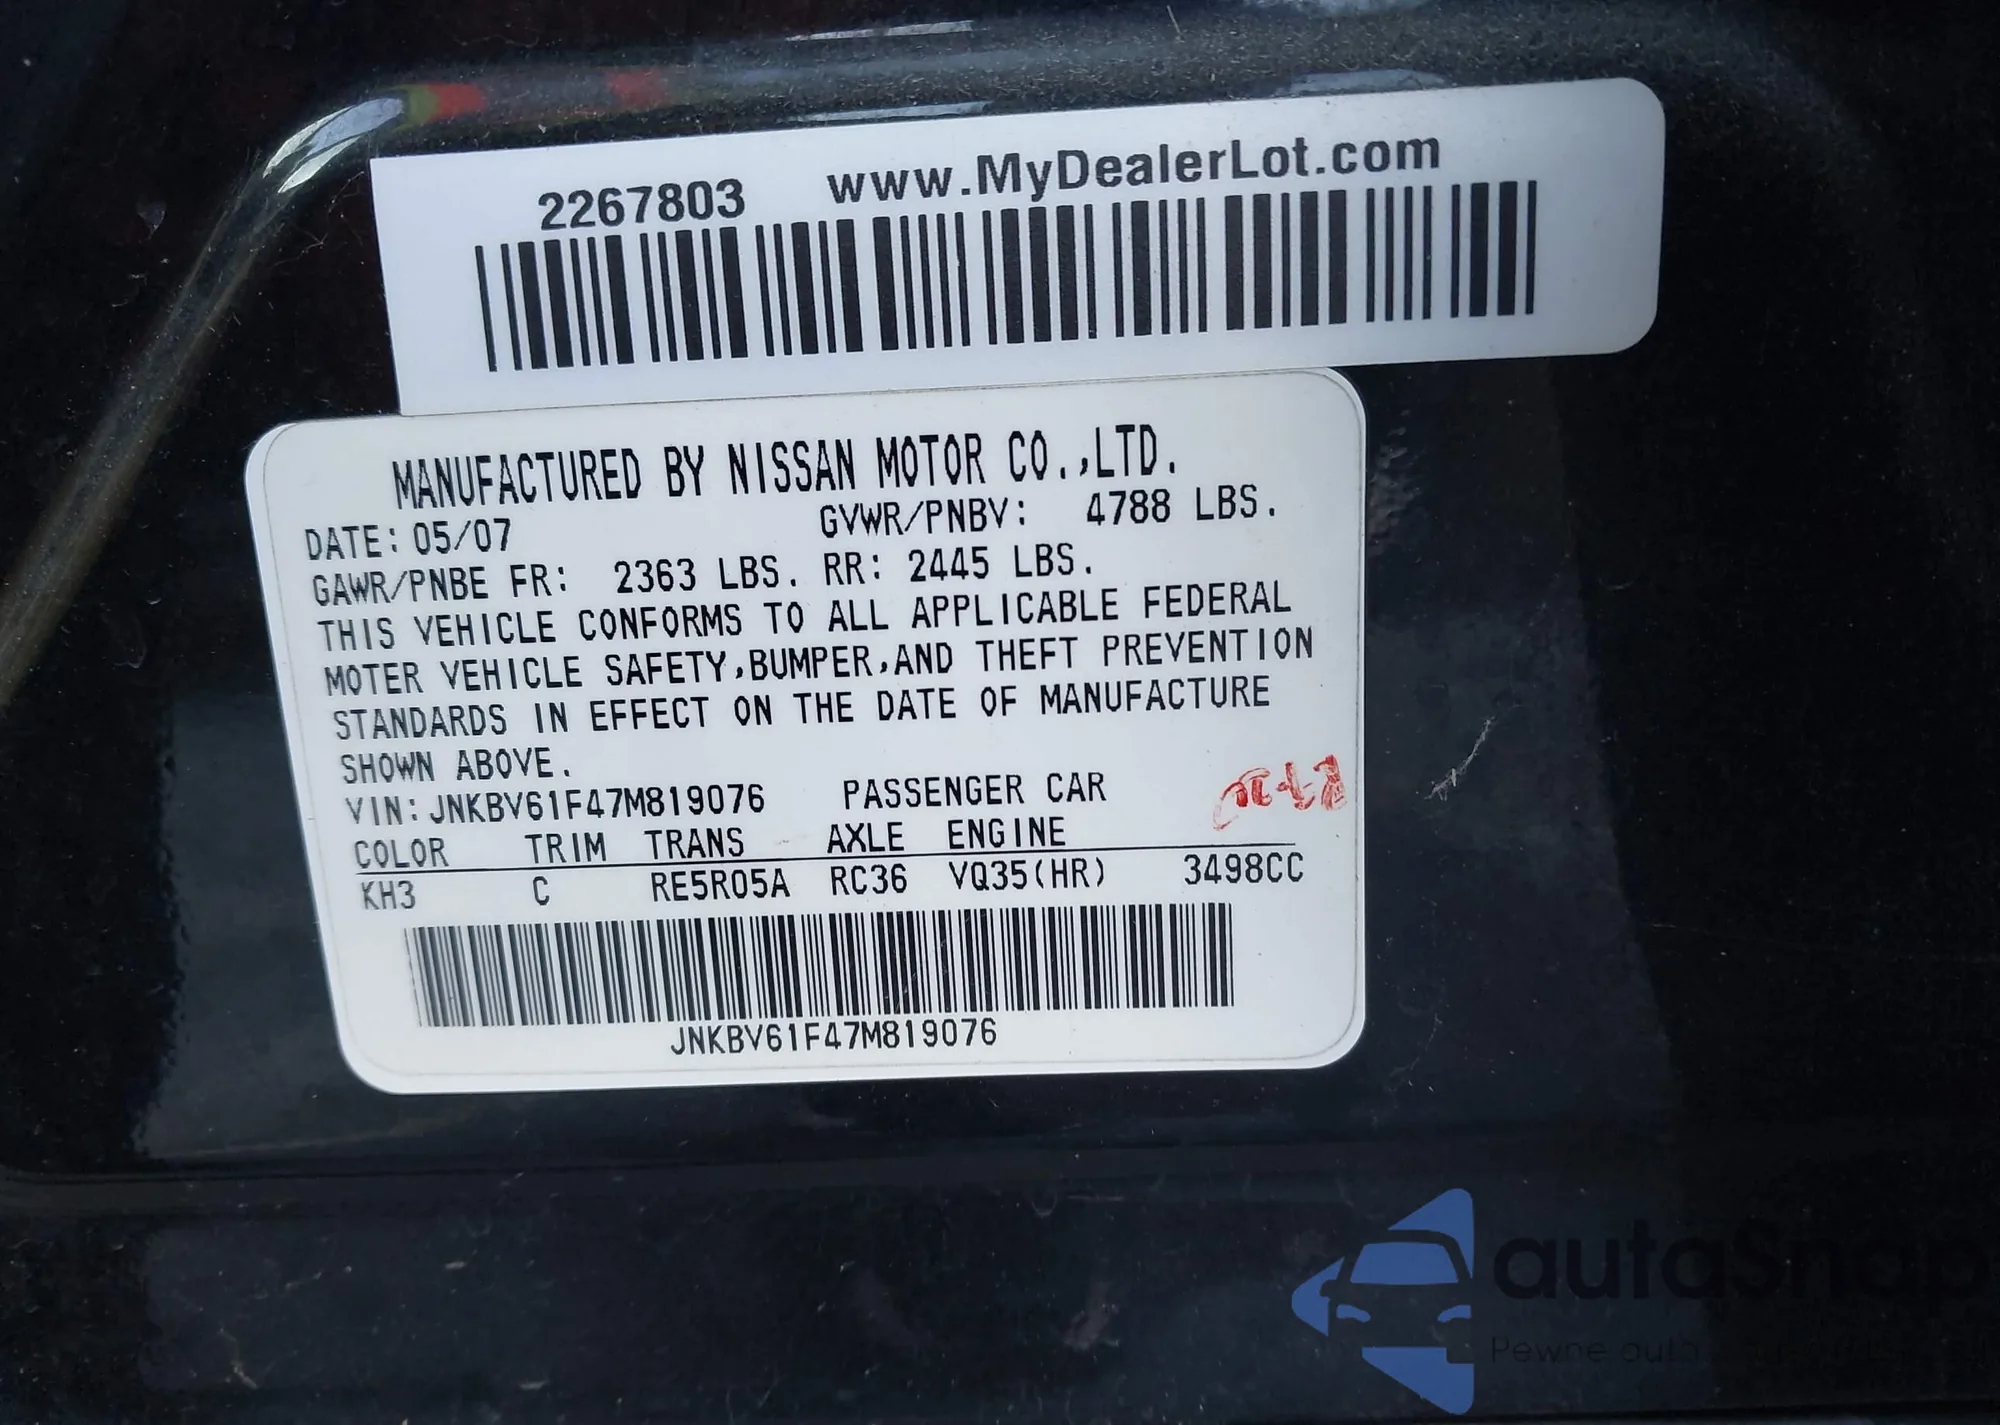 2267803 www.MyDealerLot.com
MANUFACTURED BY NISSAN MOTOR CO.,LTD.
DATE: 05/07 GVWR/PNBV: 4788 LBS.
GAWR/PNBE FR: 2363 LBS. RR: 2445 LBS.
THIS VEHICLE CONFORMS TO ALL APPLICABLE FEDERAL
MOTER VEHICLE SAFETY,BUMPER,AND THEFT PREVENTION
STANDARDS IN EFFECT ON THE DATE OF MANUFACTURE
SHOWN ABOVE.
VIN: JNKBV61F47M819076 PASSENGER CAR
COLOR TRIM TRANS AXLE ENGINE
KH3 C RE5R05A RC36 VQ35(HR) 3498CC
JNKBV61F47M819076
autaSnap
Pewne auta